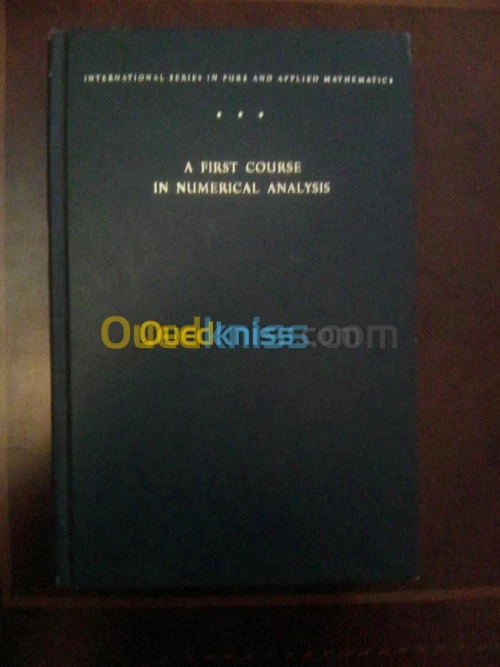 INTERNATIONAL SERIES IN PURE AND APPLIED MATHEMATICS
A FIRST COURSE
IN NUMERICAL ANALYSIS
Ouedkniss.com